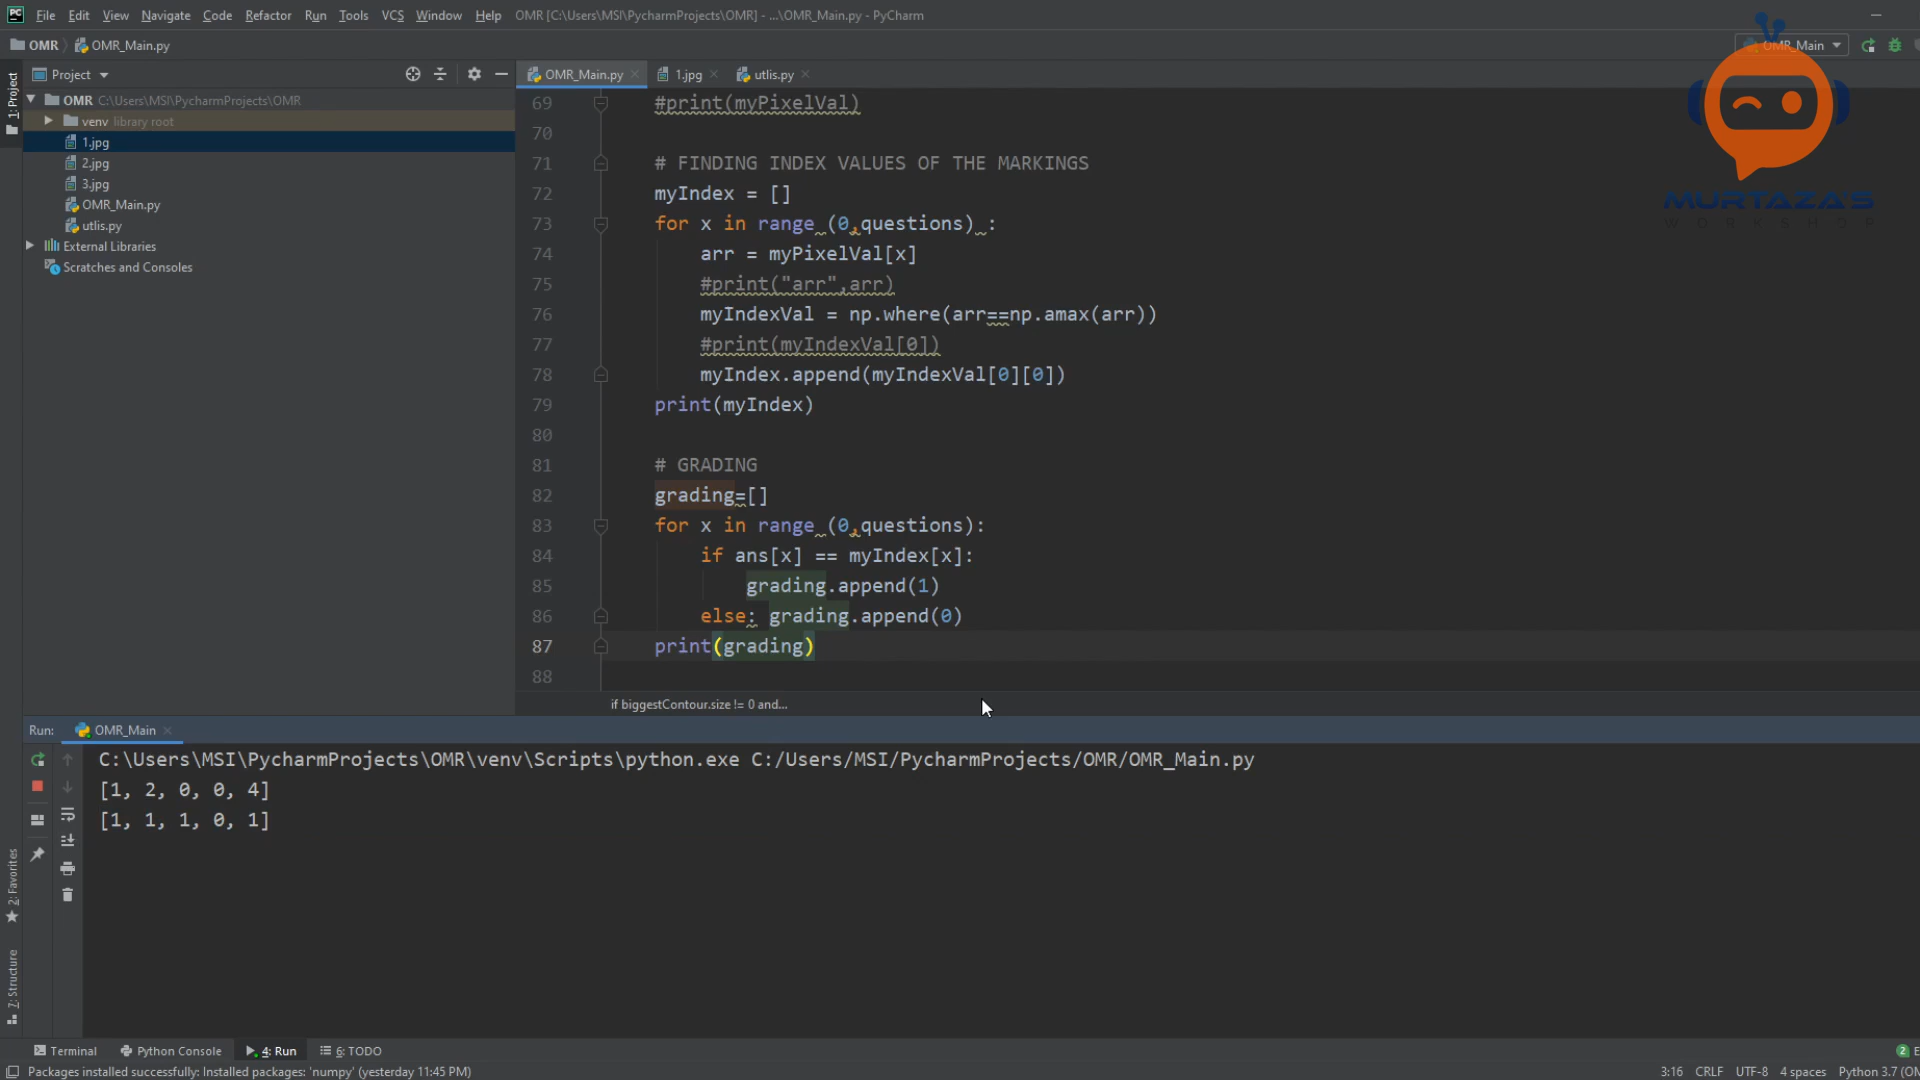 File Edit View Navigate Code Refactor Run Tools VCS Window Help OMR [C:\Users\MSI\PycharmProjects\OMR] - ...\OMR_Main.py - PyCharm
OMR OMR_Main.py
OMR_Main
Project
OMR_Main.py
1.jpg
utlis.py
1: Project
OMR C:\Users\MSI\PycharmProjects\OMR
venv library root
1.jpg
2.jpg
3.jpg
OMR_Main.py
utlis.py
External Libraries
Scratches and Consoles
MURTAZA'S
WORKSHOP
69 #print(myPixelVal)
70
71 # FINDING INDEX VALUES OF THE MARKINGS
72 myIndex = []
73 for x in range (0,questions) :
74 arr = myPixelVal[x]
75 #print("arr",arr)
76 myIndexVal = np.where(arr==np.amax(arr))
77 #print(myIndexVal[0])
78 myIndex.append(myIndexVal[0][0])
79 print(myIndex)
80
81 # GRADING
82 grading=[]
83 for x in range (0,questions):
84 if ans[x] == myIndex[x]:
85 grading.append(1)
86 else: grading.append(0)
87 print(grading)
88
if biggestContour.size != 0 and...
Run: OMR_Main
C:\Users\MSI\PycharmProjects\OMR\venv\Scripts\python.exe C:/Users/MSI/PycharmProjects/OMR/OMR_Main.py
[1, 2, 0, 0, 4]
[1, 1, 1, 0, 1]
2: Favorites
7: Structure
Terminal Python Console 4: Run 6: TODO
2
Packages installed successfully: Installed packages: 'numpy' (yesterday 11:45 PM)
3:16 CRLF UTF-8 4 spaces Python 3.7